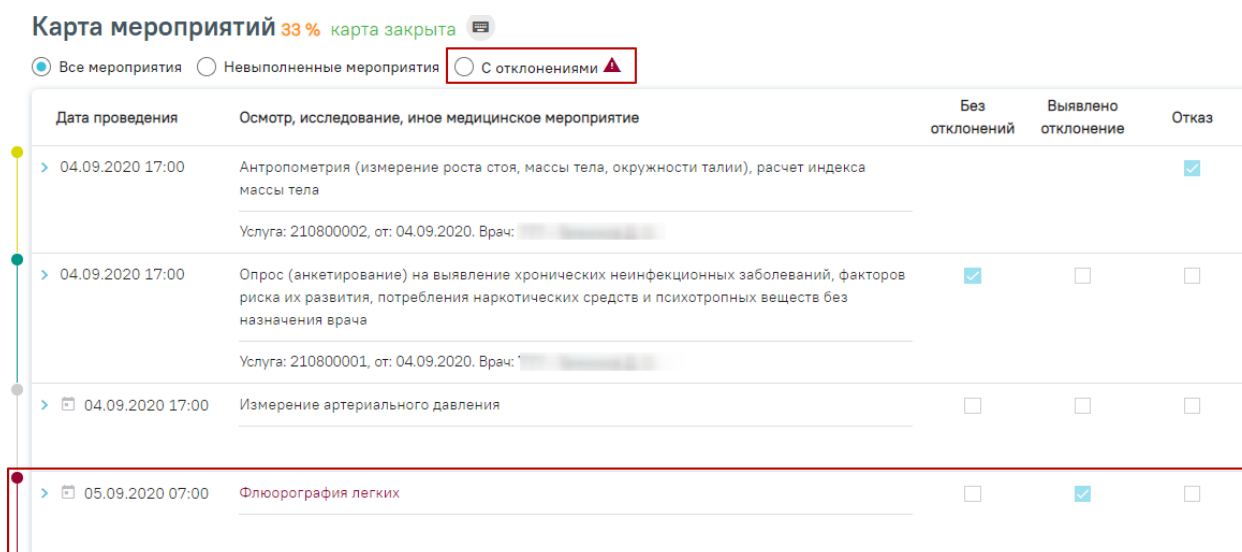 Карта мероприятий 33 % карта закрыта
Все мероприятия Невыполненные мероприятия С отклонениями
Дата проведения Осмотр, исследование, иное медицинское мероприятие Без отклонений Выявлено отклонение Отказ
04.09.2020 17:00 Антропометрия (измерение роста стоя, массы тела, окружности талии), расчет индекса
массы тела
Услуга: 210800002, от: 04.09.2020. Врач:
04.09.2020 17:00 Опрос (анкетирование) на выявление хронических неинфекционных заболеваний, факторов
риска их развития, потребления наркотических средств и психотропных веществ без
назначения врача
Услуга: 210800001, от: 04.09.2020. Врач:
04.09.2020 17:00 Измерение артериального давления
05.09.2020 07:00 Флюорография легких